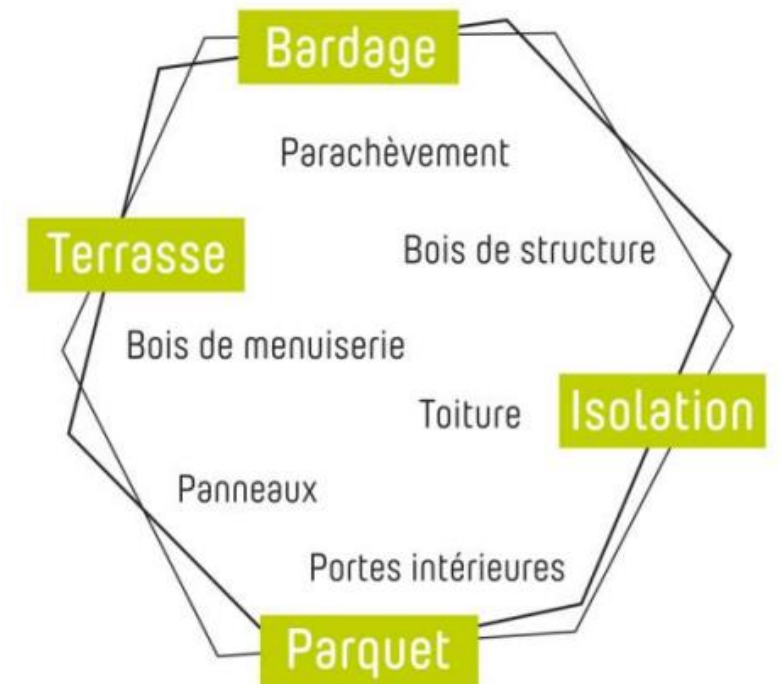 Bardage
Parachèvement
Terrasse
Bois de structure
Bois de menuiserie
Toiture
Isolation
Panneaux
Portes intérieures
Parquet